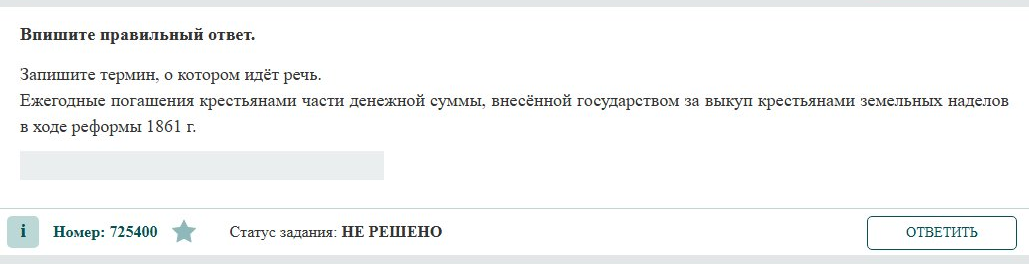 Впишите правильный ответ.
Запишите термин, о котором идёт речь.
Ежегодные погашения крестьянами части денежной суммы, внесённой государством за выкуп крестьянами земельных наделов
в ходе реформы 1861 г.
i Номер: 725400 Статус задания: НЕ РЕШЕНО ОТВЕТИТЬ